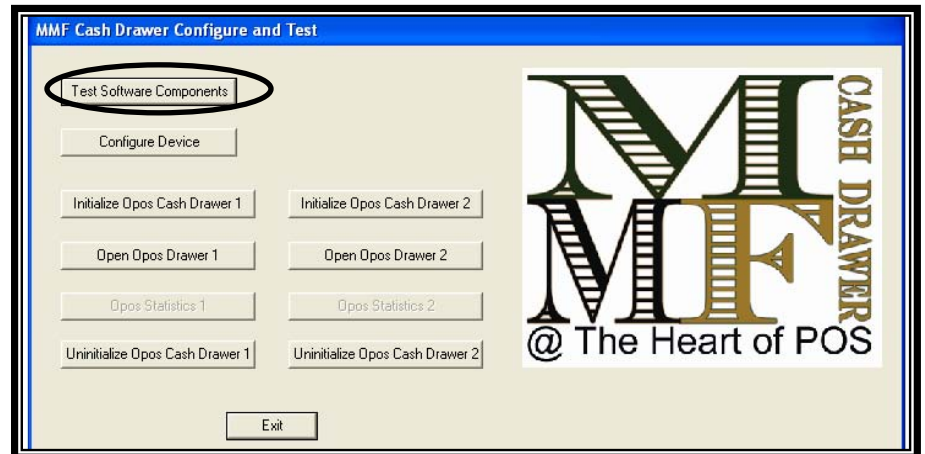 MMF Cash Drawer Configure and Test
Test Software Components
Configure Device
Initialize Opos Cash Drawer 1
Initialize Opos Cash Drawer 2
Open Opos Drawer 1
Open Opos Drawer 2
Opos Statistics 1
Opos Statistics 2
Uninitialize Opos Cash Drawer 1
Uninitialize Opos Cash Drawer 2
Exit
MMF
CASH DRAWER
@ The Heart of POS